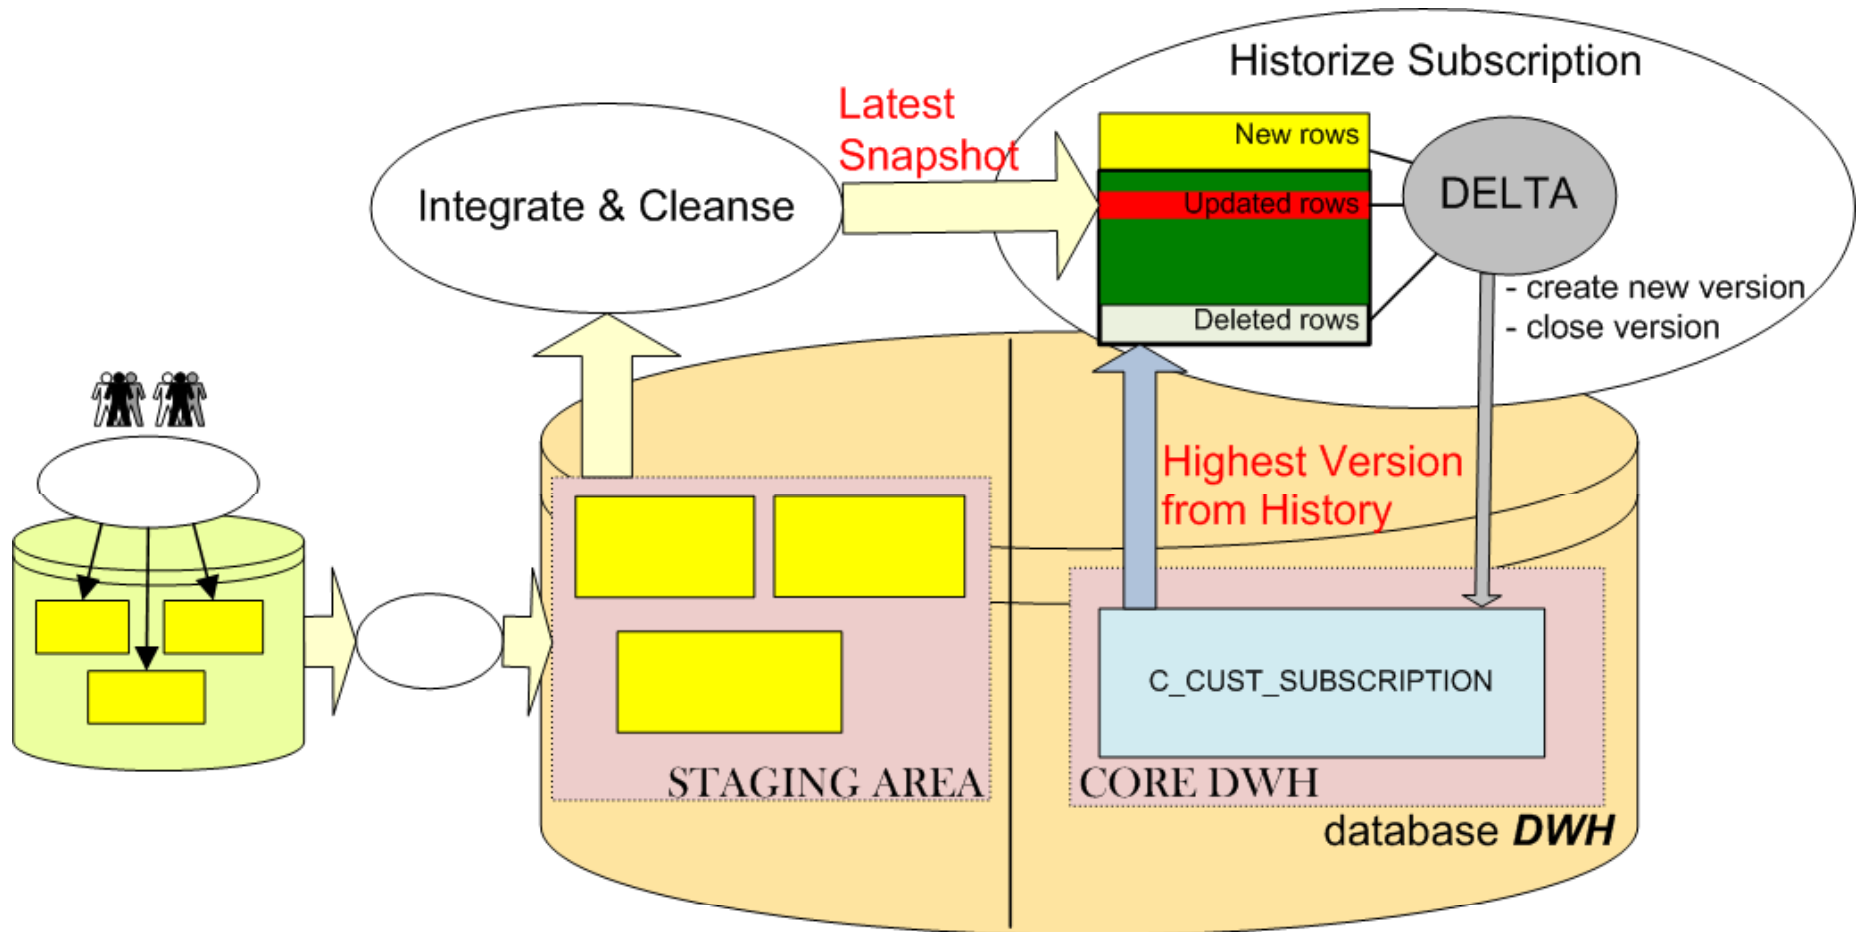 Historize Subscription
Latest
Snapshot
New rows
Integrate & Cleanse
Updated rows
DELTA
Deleted rows
- create new version
- close version
Highest Version
from History
C_CUST_SUBSCRIPTION
STAGING AREA
CORE DWH
database DWH